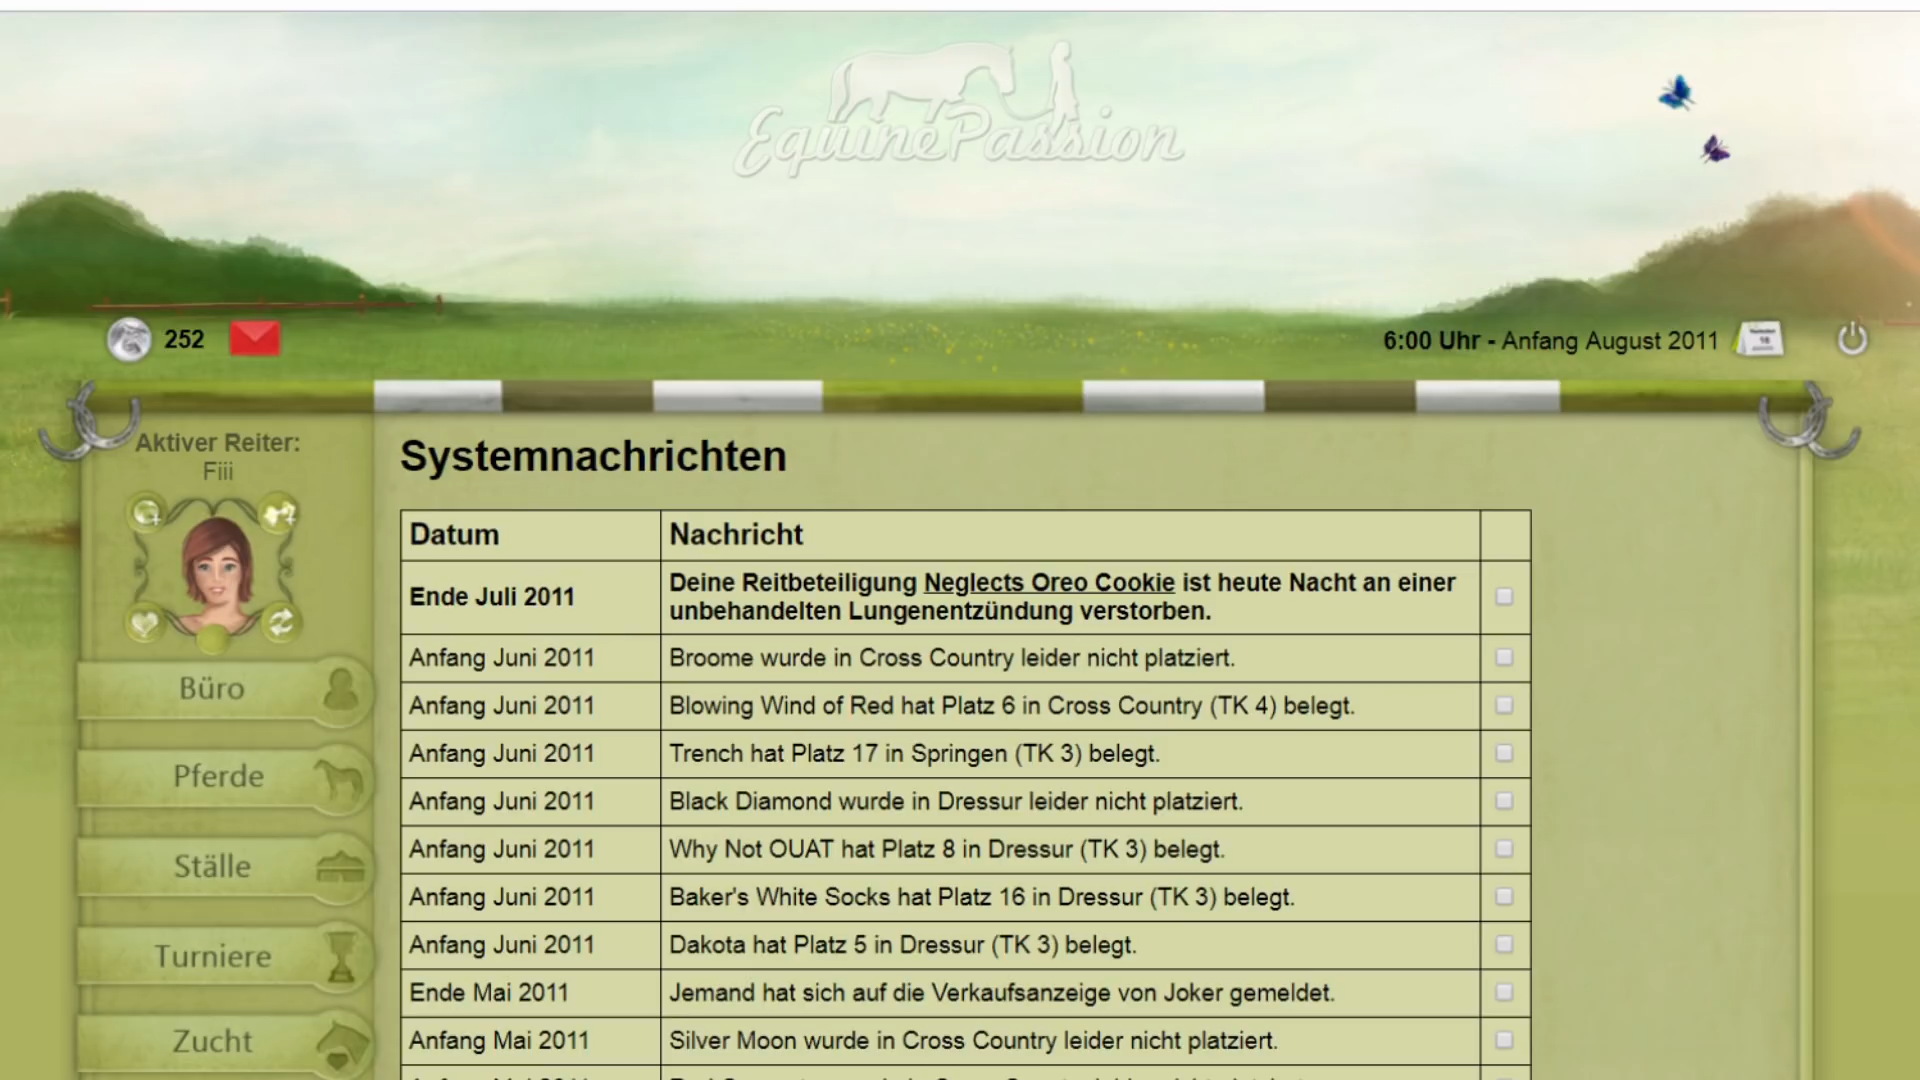 EquinePassion
252
6:00 Uhr - Anfang August 2011
Aktiver Reiter:
Fiii
Büro
Pferde
Ställe
Turniere
Zucht
Systemnachrichten
Datum Nachricht
Ende Juli 2011 Deine Reitbeteiligung Neglects Oreo Cookie ist heute Nacht an einer
unbehandelten Lungenentzündung verstorben.
Anfang Juni 2011 Broome wurde in Cross Country leider nicht platziert.
Anfang Juni 2011 Blowing Wind of Red hat Platz 6 in Cross Country (TK 4) belegt.
Anfang Juni 2011 Trench hat Platz 17 in Springen (TK 3) belegt.
Anfang Juni 2011 Black Diamond wurde in Dressur leider nicht platziert.
Anfang Juni 2011 Why Not OUAT hat Platz 8 in Dressur (TK 3) belegt.
Anfang Juni 2011 Baker's White Socks hat Platz 16 in Dressur (TK 3) belegt.
Anfang Juni 2011 Dakota hat Platz 5 in Dressur (TK 3) belegt.
Ende Mai 2011 Jemand hat sich auf die Verkaufsanzeige von Joker gemeldet.
Anfang Mai 2011 Silver Moon wurde in Cross Country leider nicht platziert.